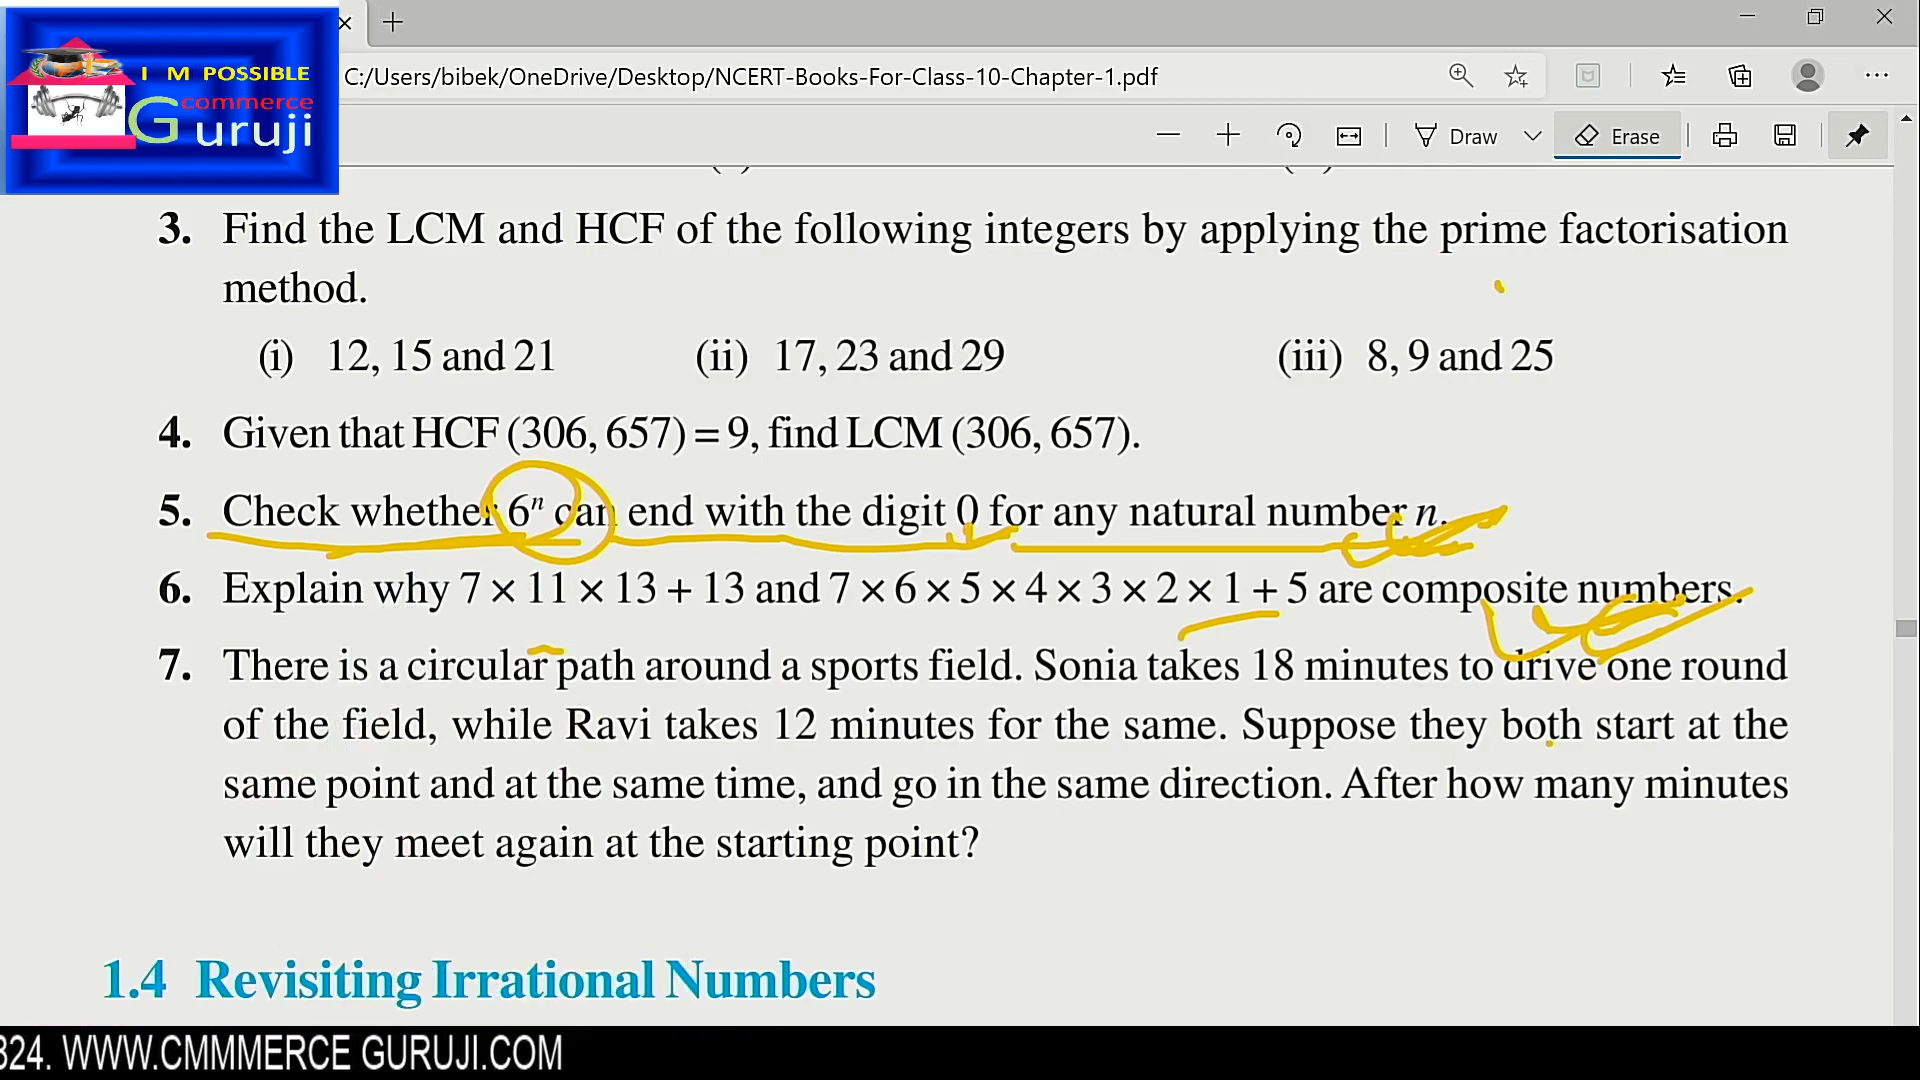 I M POSSIBLE
commerce
Guruji
C:/Users/bibek/OneDrive/Desktop/NCERT-Books-For-Class-10-Chapter-1.pdf
Draw
Erase
3. Find the LCM and HCF of the following integers by applying the prime factorisation
method.
(i) 12, 15 and 21 (ii) 17, 23 and 29 (iii) 8, 9 and 25
4. Given that HCF (306, 657) = 9, find LCM (306, 657).
5. Check whether 6ⁿ can end with the digit 0 for any natural number n.
6. Explain why 7 × 11 × 13 + 13 and 7 × 6 × 5 × 4 × 3 × 2 × 1 + 5 are composite numbers.
7. There is a circular path around a sports field. Sonia takes 18 minutes to drive one round
of the field, while Ravi takes 12 minutes for the same. Suppose they both start at the
same point and at the same time, and go in the same direction. After how many minutes
will they meet again at the starting point?
1.4 Revisiting Irrational Numbers
324. WWW.CMMMERCE GURUJI.COM